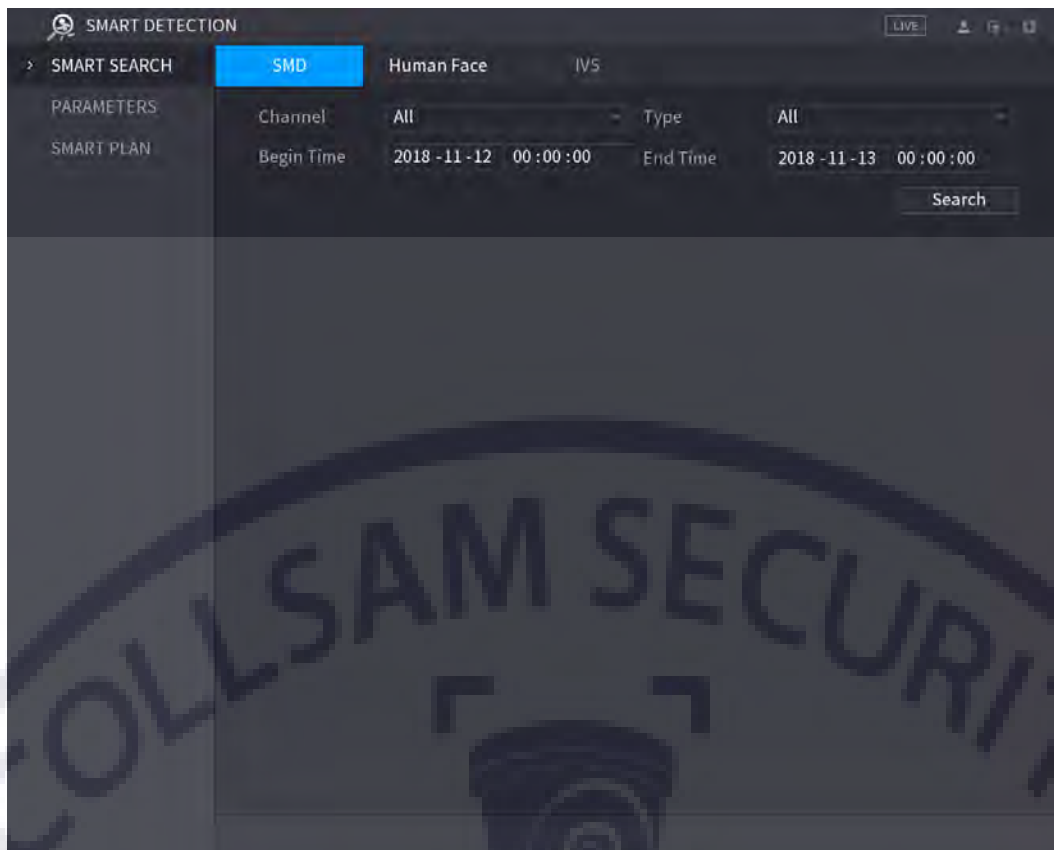 SMART DETECTION LIVE
SMART SEARCH SMD Human Face IVS
PARAMETERS Channel All Type All
SMART PLAN Begin Time 2018 -11 -12 00 :00 :00 End Time 2018 -11 -13 00 :00 :00
Search
COLLSAM SECURI